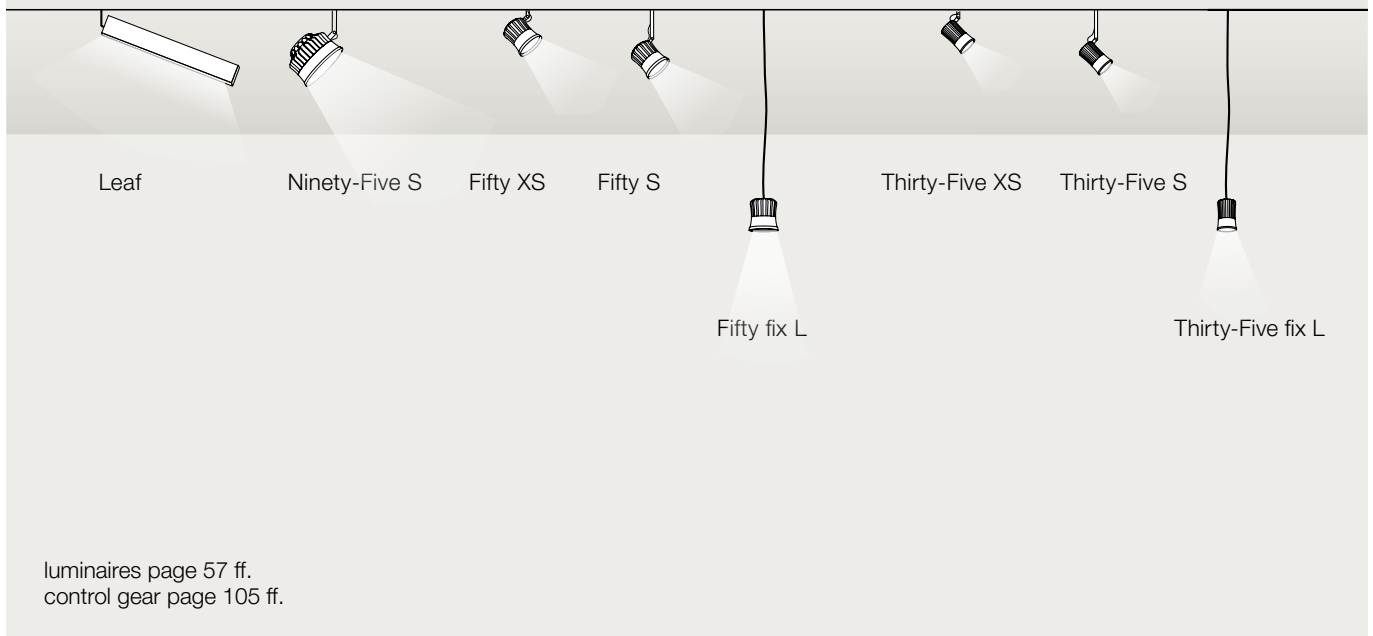 Leaf
Ninety-Five S
Fifty XS
Fifty S
Thirty-Five XS
Thirty-Five S
Fifty fix L
Thirty-Five fix L
luminaires page 57 ff.
control gear page 105 ff.